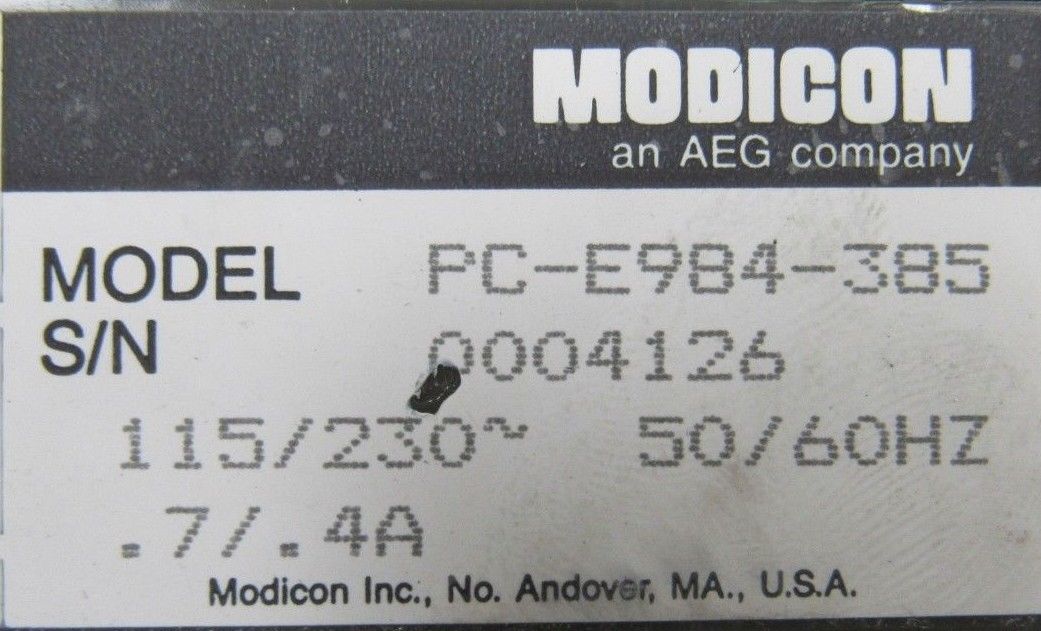 MODICON
an AEG company
MODEL PC-E984-385
S/N 0004126
115/230~ 50/60HZ
.7/.4A
Modicon Inc., No. Andover, MA., U.S.A.